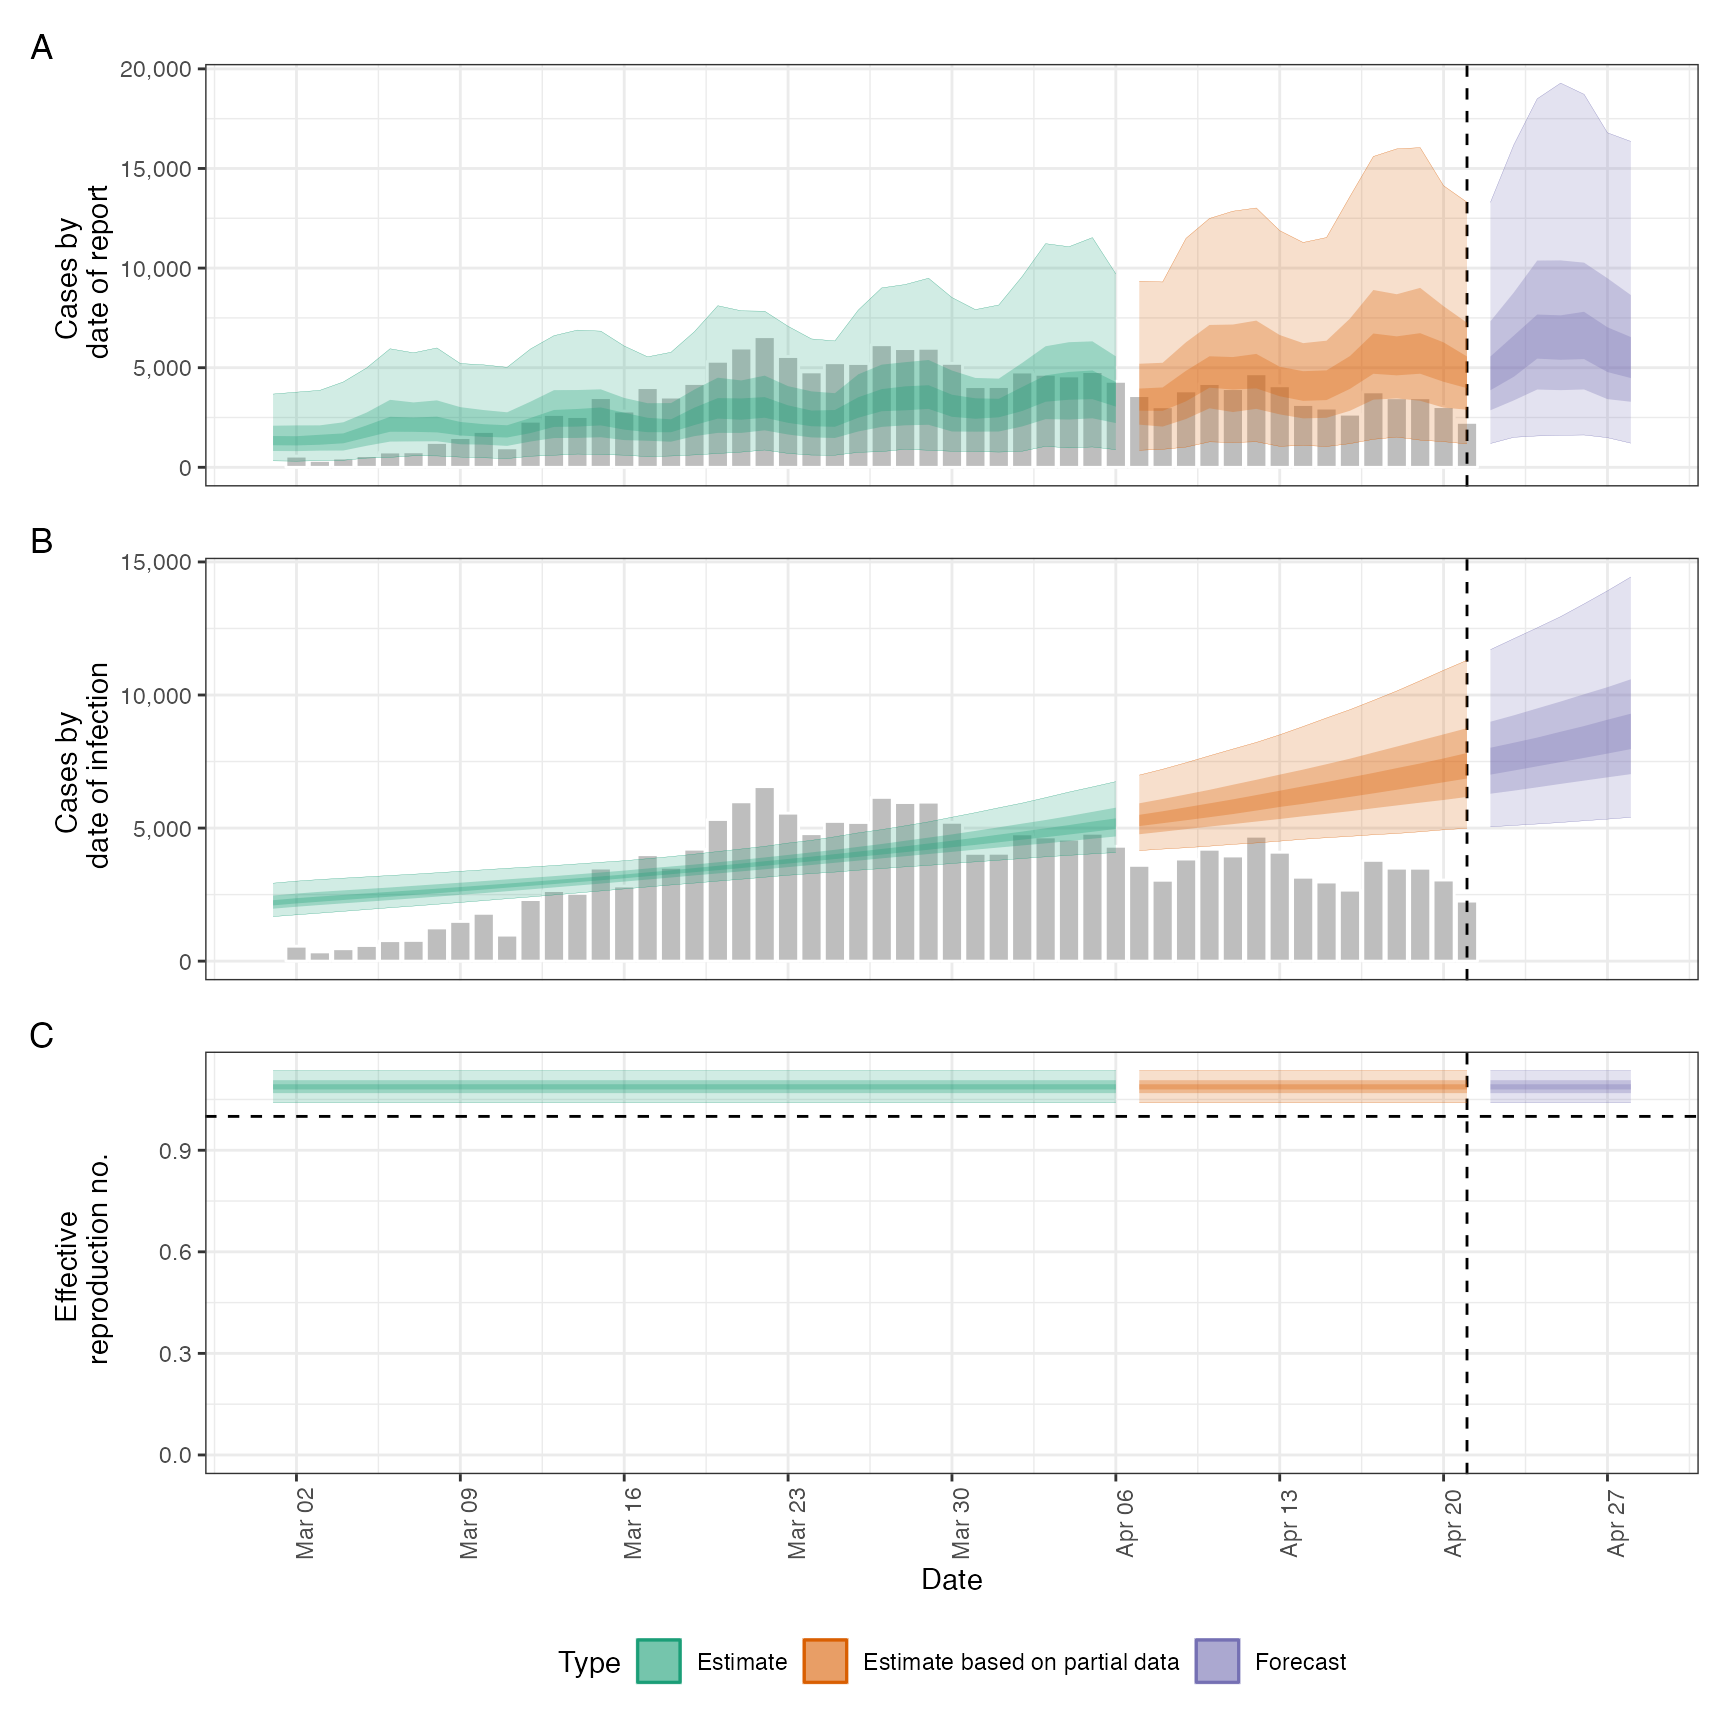 A
Cases by
date of report
20,000
15,000
10,000
5,000
0
B
Cases by
date of infection
15,000
10,000
5,000
0
C
Effective
reproduction no.
0.9
0.6
0.3
0.0
Mar 02
Mar 09
Mar 16
Mar 23
Mar 30
Apr 06
Apr 13
Apr 20
Apr 27
Date
Type Estimate Estimate based on partial data Forecast